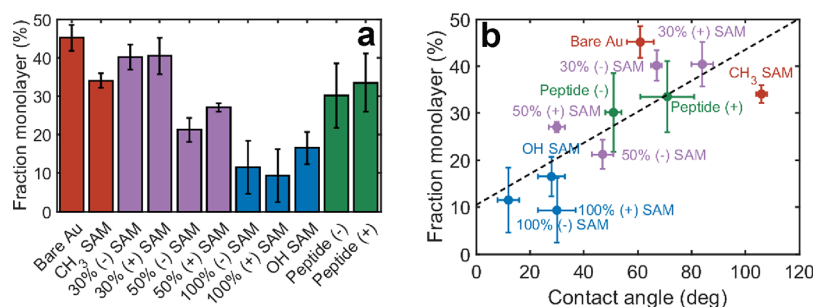 a
Fraction monolayer (%)
50
40
30
20
10
0
Bare Au
CH3 SAM
30% (-) SAM
30% (+) SAM
50% (-) SAM
50% (+) SAM
100% (-) SAM
100% (+) SAM
OH SAM
Peptide (-)
Peptide (+)
b
Fraction monolayer (%)
50
40
30
20
10
0
Bare Au
30% (+) SAM
30% (-) SAM
CH3 SAM
Peptide (-)
Peptide (+)
50% (+) SAM
OH SAM
50% (-) SAM
100% (+) SAM
100% (-) SAM
0 20 40 60 80 100 120
Contact angle (deg)